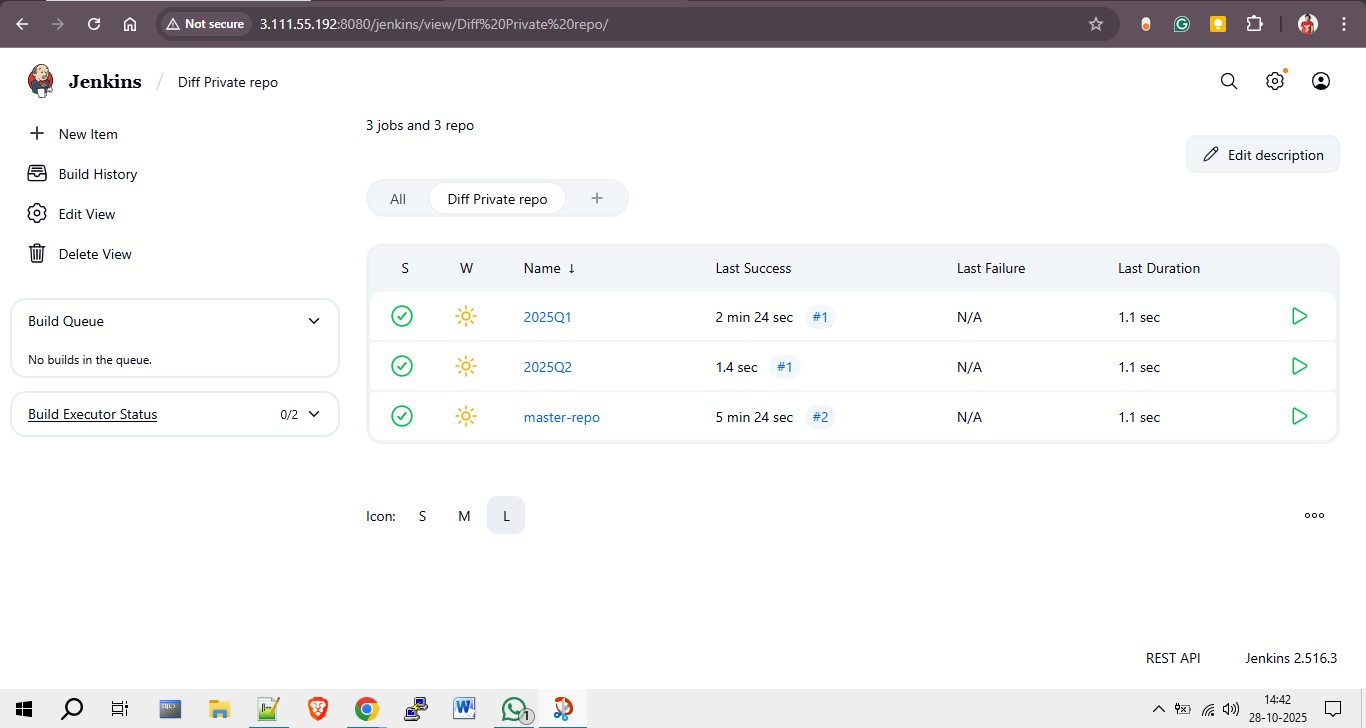 Not secure 3.111.55.192:8080/jenkins/view/Diff%20Private%20repo/
Jenkins / Diff Private repo
New Item
Build History
Edit View
Delete View
Build Queue
No builds in the queue.
Build Executor Status 0/2
3 jobs and 3 repo
Edit description
All Diff Private repo +
S W Name ↓ Last Success Last Failure Last Duration
2025Q1 2 min 24 sec #1 N/A 1.1 sec
2025Q2 1.4 sec #1 N/A 1.1 sec
master-repo 5 min 24 sec #2 N/A 1.1 sec
Icon: S M L
REST API Jenkins 2.516.3
SQL>
W
1
14:42
28-10-2025